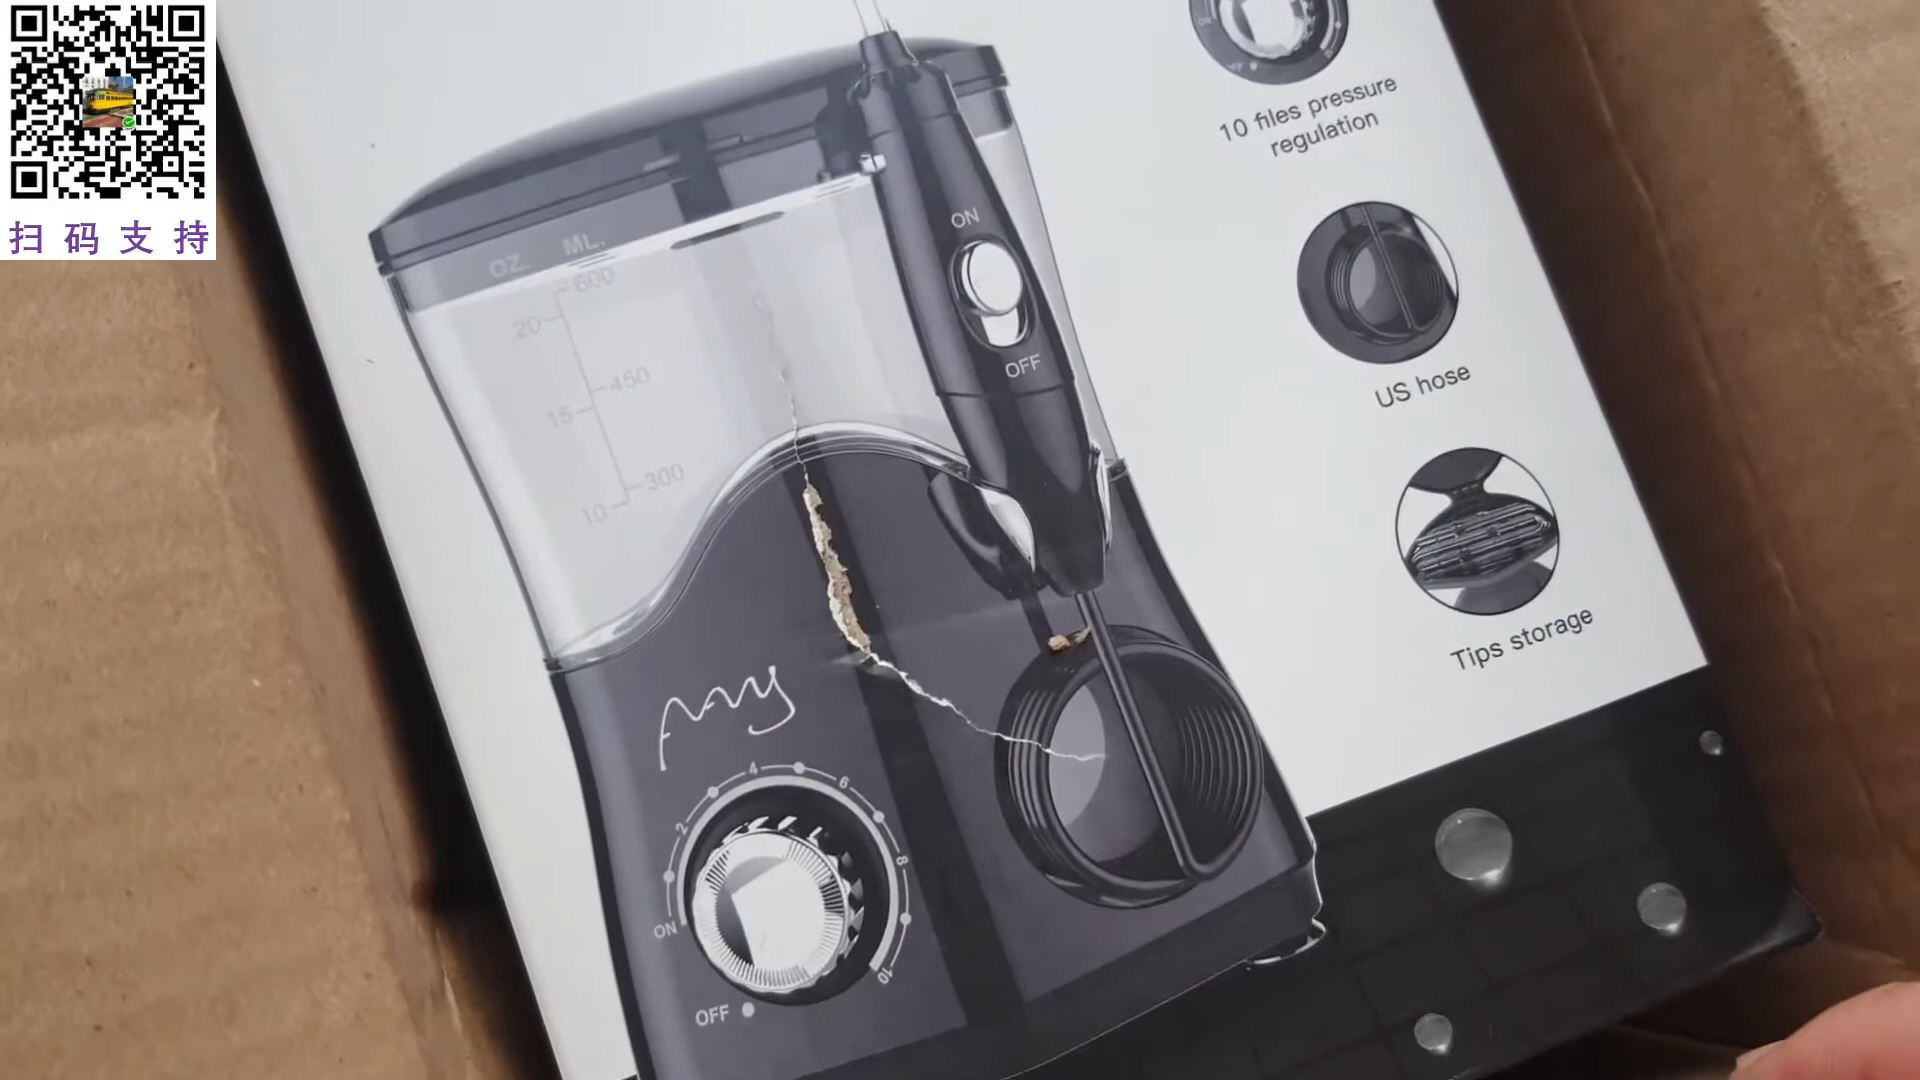 扫码支持
10 files pressure
regulation
ON
OFF
OZ. ML.
600
20
450
15
300
10
US hose
Tips storage
2
4
6
8
10
ON
OFF